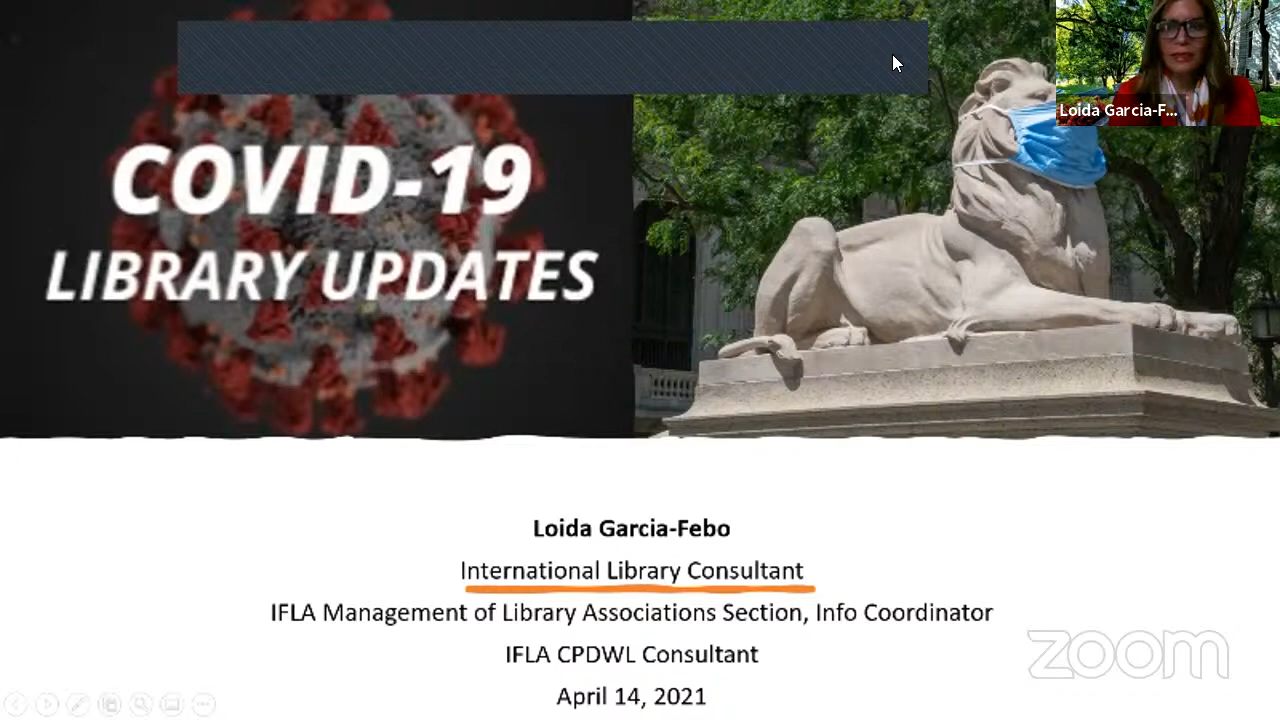 COVID-19
LIBRARY UPDATES
Loida Garcia-F...
Loida Garcia-Febo
International Library Consultant
IFLA Management of Library Associations Section, Info Coordinator
IFLA CPDWL Consultant
April 14, 2021
zoom